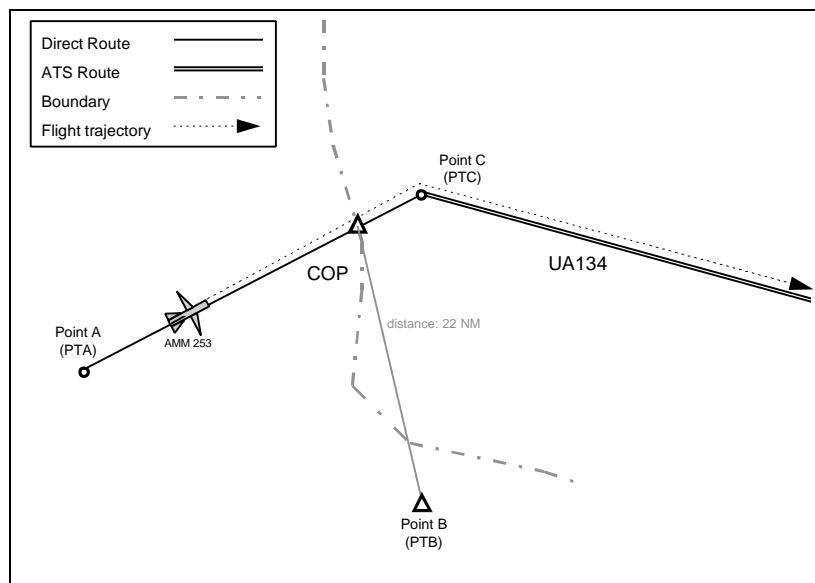 Direct Route
ATS Route
Boundary
Flight trajectory
Point C
(PTC)
COP
UA134
distance: 22 NM
Point A
(PTA)
AMM 253
Point B
(PTB)